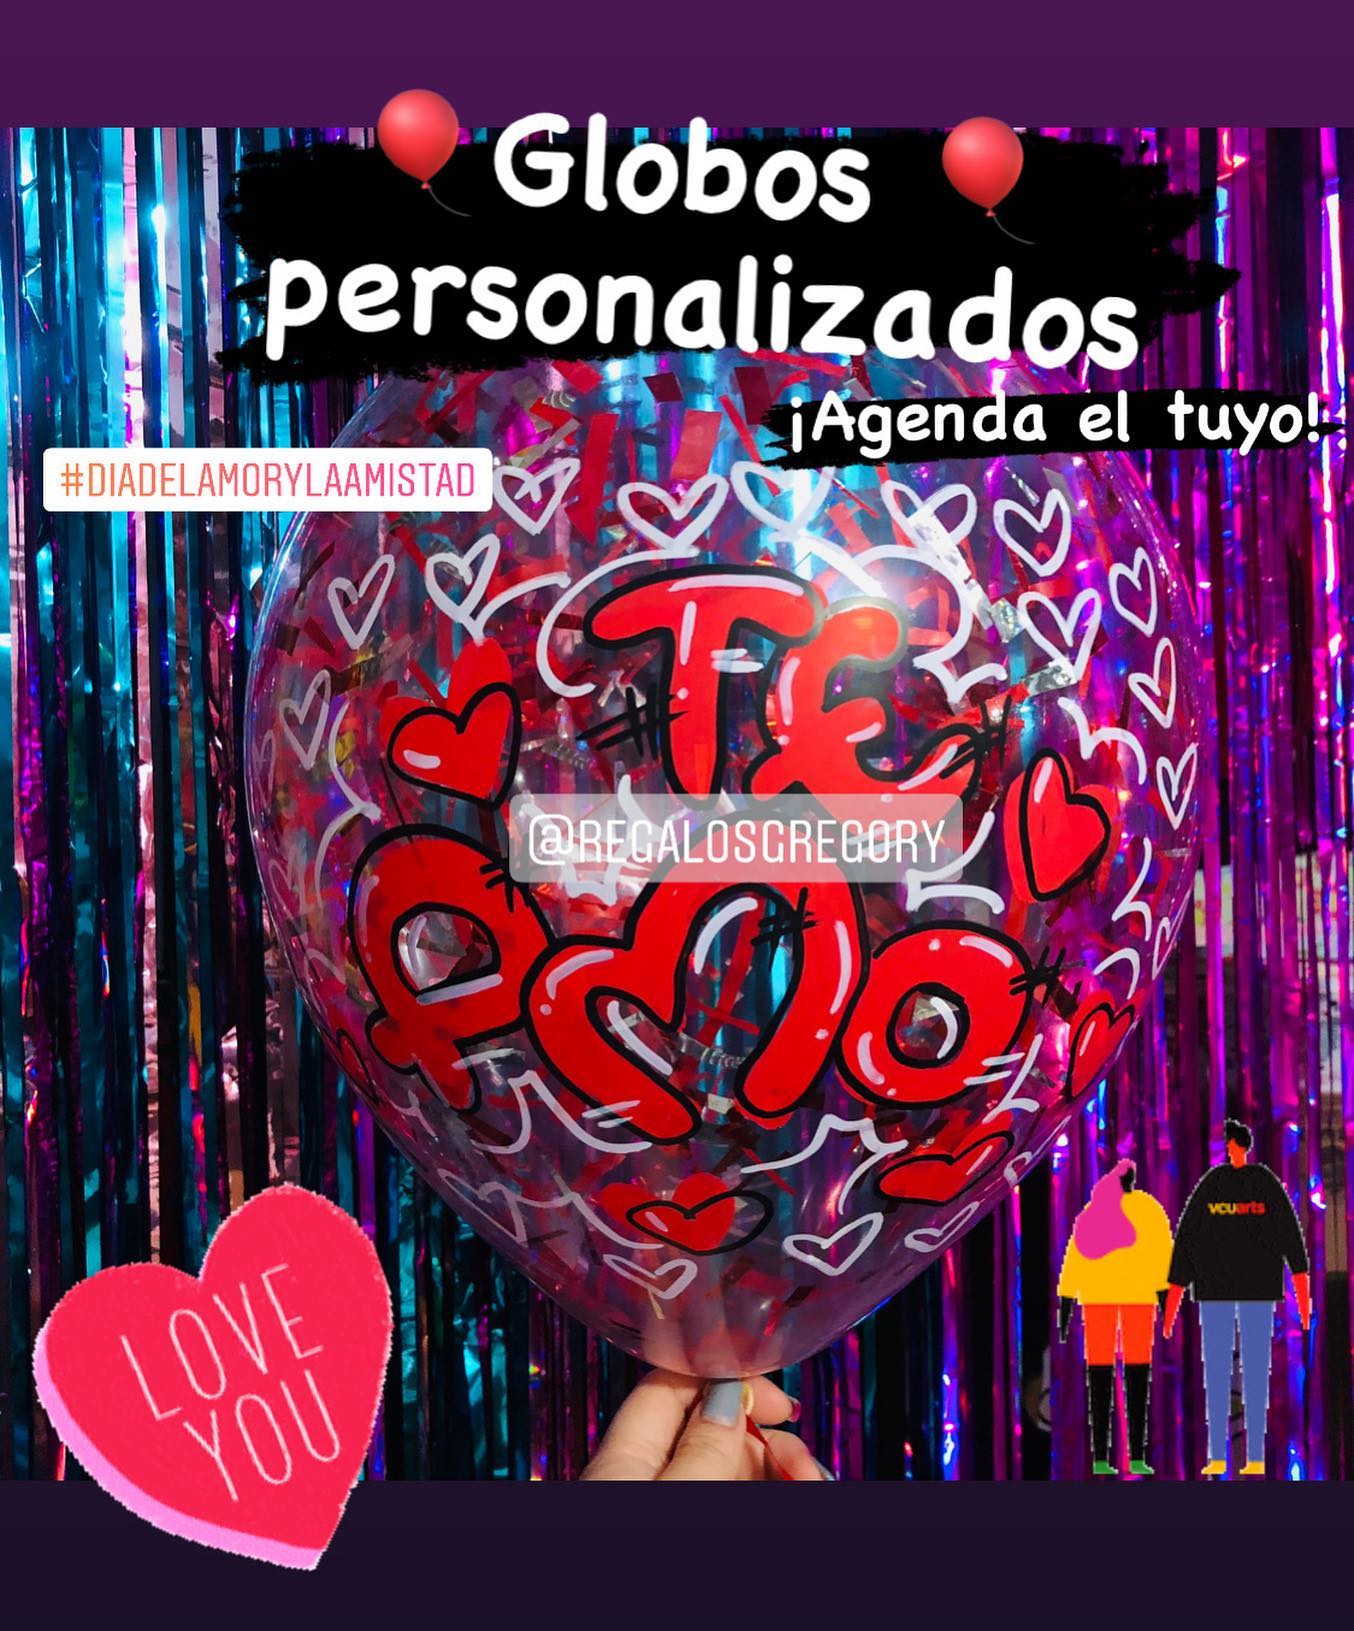 Globos
personalizados
¡Agenda el tuyo!
#DIADELAMORYLAAMISTAD
TE
@REGALOSGREGORY
AMO
vcuarts
LOVE
YOU